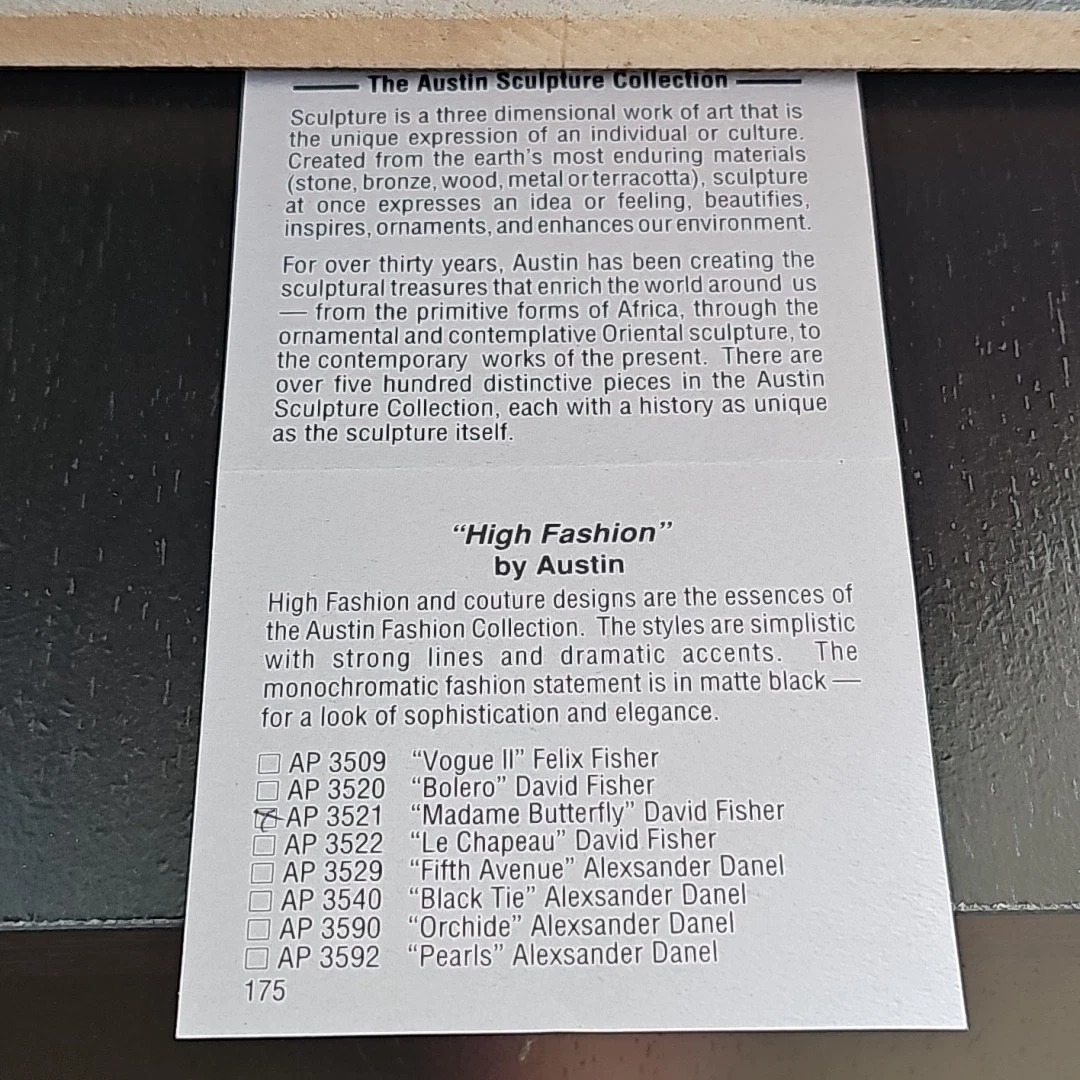 The Austin Sculpture Collection
Sculpture is a three dimensional work of art that is
the unique expression of an individual or culture.
Created from the earth's most enduring materials
(stone, bronze, wood, metal or terracotta), sculpture
at once expresses an idea or feeling, beautifies,
inspires, ornaments, and enhances our environment.
For over thirty years, Austin has been creating the
sculptural treasures that enrich the world around us
— from the primitive forms of Africa, through the
ornamental and contemplative Oriental sculpture, to
the contemporary works of the present. There are
over five hundred distinctive pieces in the Austin
Sculpture Collection, each with a history as unique
as the sculpture itself.
“High Fashion”
by Austin
High Fashion and couture designs are the essences of
the Austin Fashion Collection. The styles are simplistic
with strong lines and dramatic accents. The
monochromatic fashion statement is in matte black —
for a look of sophistication and elegance.
AP 3509 “Vogue II” Felix Fisher
AP 3520 “Bolero” David Fisher
AP 3521 “Madame Butterfly” David Fisher
AP 3522 “Le Chapeau” David Fisher
AP 3529 “Fifth Avenue” Alexsander Danel
AP 3540 “Black Tie” Alexsander Danel
AP 3590 “Orchide” Alexsander Danel
AP 3592 “Pearls” Alexsander Danel
175